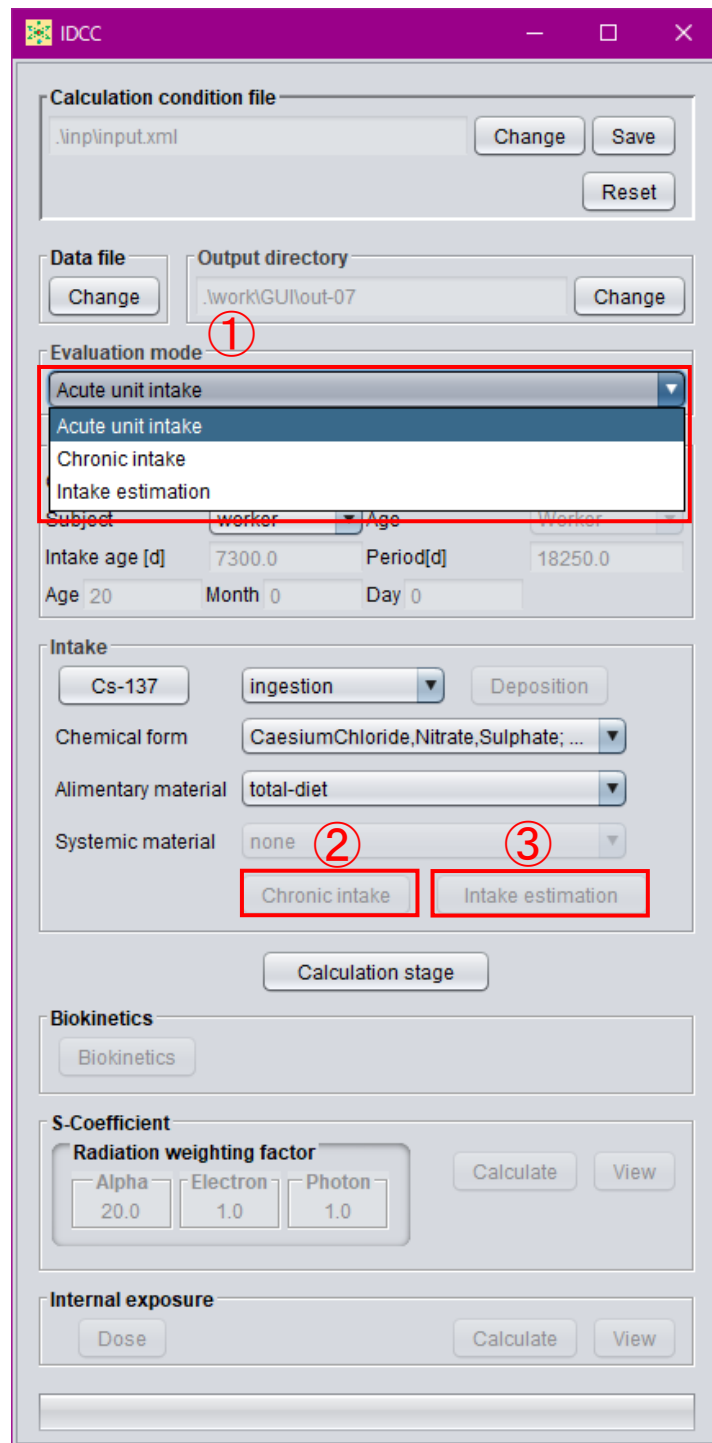 IDCC
Calculation condition file
.\inp\input.xml Change Save
Reset
Data file Output directory
Change .\work\GUI\out-07 Change
①
Evaluation mode
Acute unit intake
Acute unit intake
Chronic intake
Intake estimation
Subject worker Age Worker
Intake age [d] 7300.0 Period[d] 18250.0
Age 20 Month 0 Day 0
Intake
Cs-137 ingestion Deposition
Chemical form CaesiumChloride,Nitrate,Sulphate; ...
Alimentary material total-diet
Systemic material none
② ③
Chronic intake Intake estimation
Calculation stage
Biokinetics
Biokinetics
S-Coefficient
Radiation weighting factor
Alpha Electron Photon Calculate View
20.0 1.0 1.0
Internal exposure
Dose Calculate View